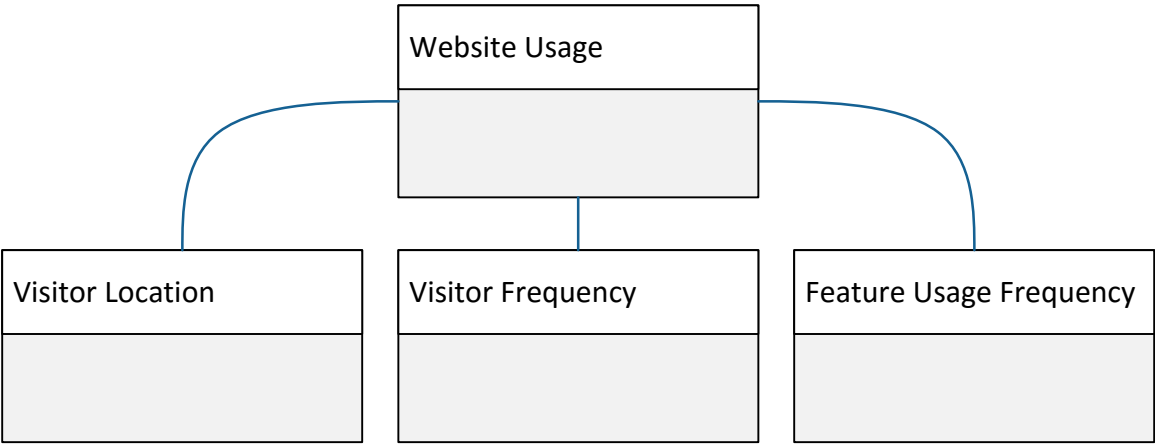 Website Usage
Visitor Location
Visitor Frequency
Feature Usage Frequency